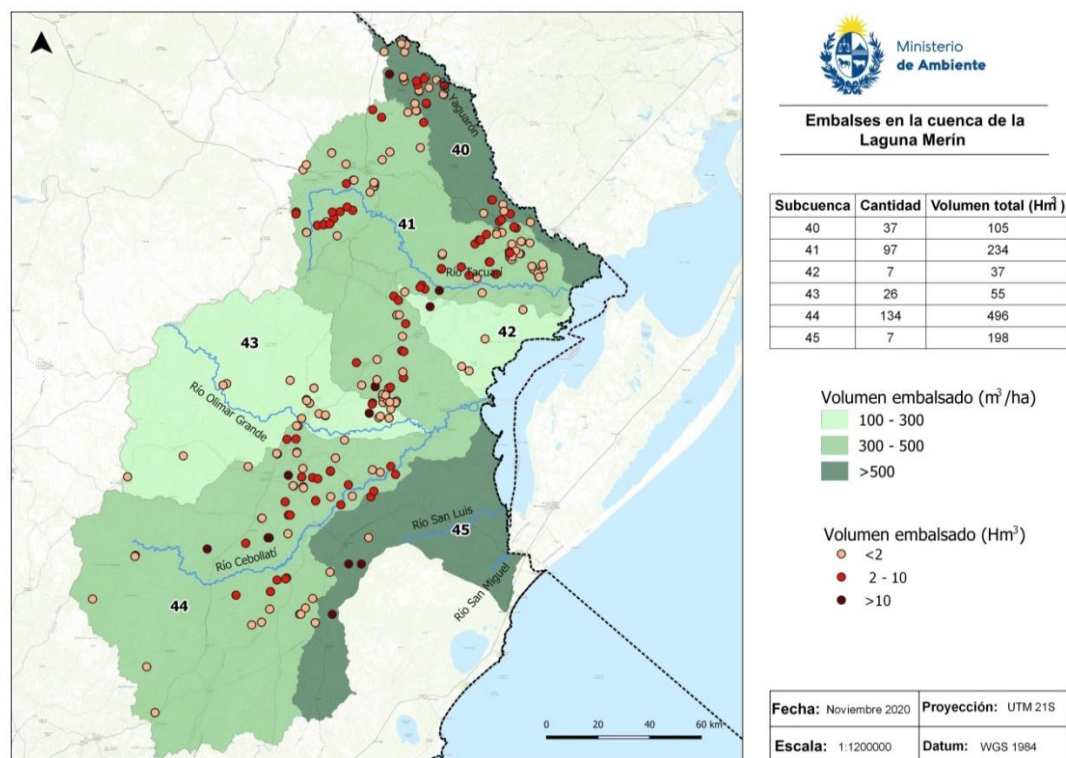 Yaguarón
40
41
Río Tacuarí
42
43
Río Olimar Grande
Río San Luis
45
Río Cebollatí
Río San Miguel
44
0 20 40 60 km
Ministerio
de Ambiente
Embalses en la cuenca de la
Laguna Merín
Subcuenca Cantidad Volumen total (Hm³)
40 37 105
41 97 234
42 7 37
43 26 55
44 134 496
45 7 198
Volumen embalsado (m³/ha)
100 - 300
300 - 500
>500
Volumen embalsado (Hm³)
<2
2 - 10
>10
Fecha: Noviembre 2020 Proyección: UTM 21S
Escala: 1:1200000 Datum: WGS 1984